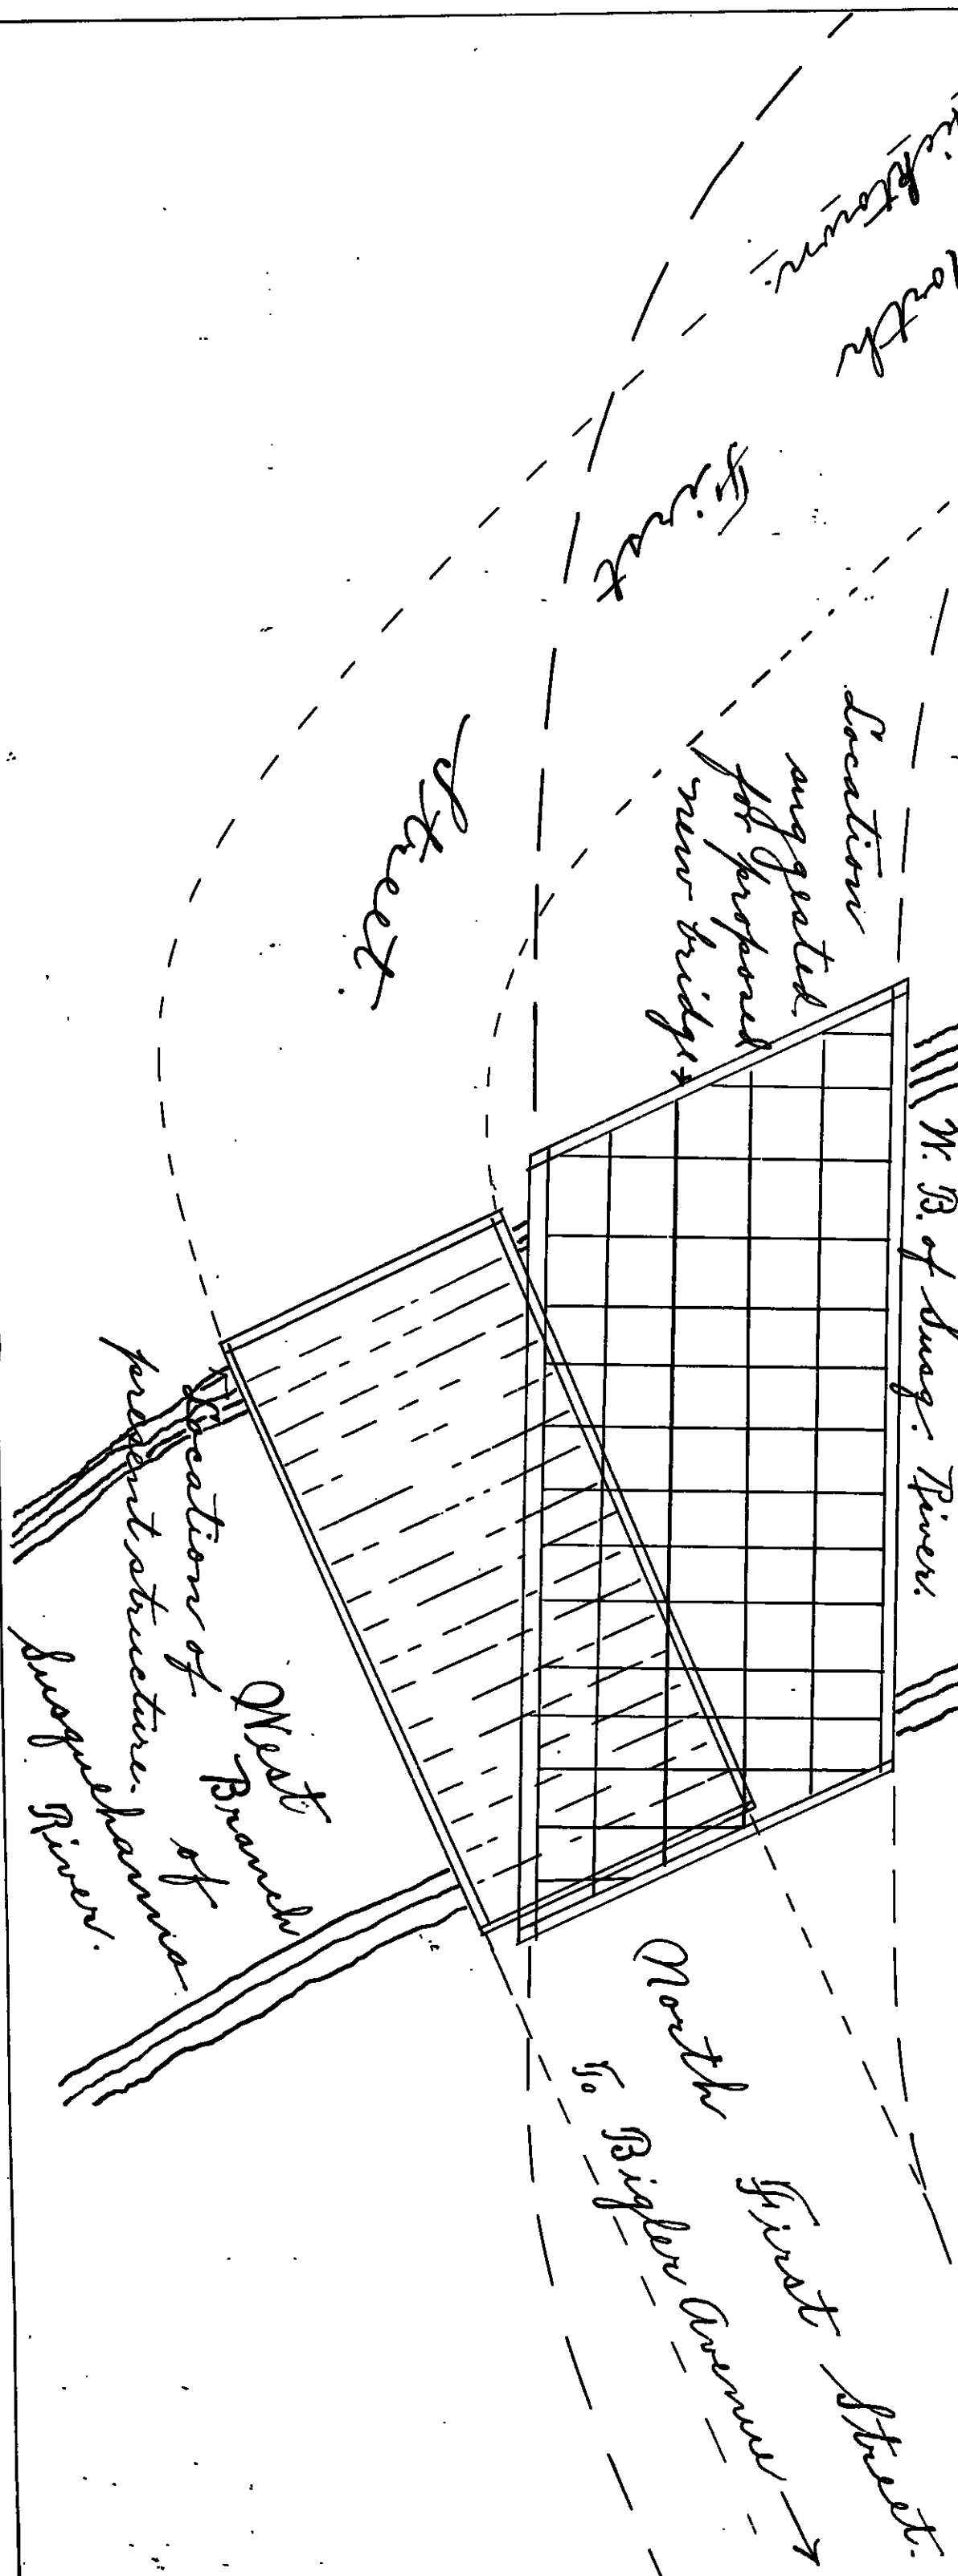 North
First
Street.
Location
suggested
for proposed
new bridge
W. B. of Susq. River.
Location of
present structure.
West
Branch
of
Susquehanna
River.
North First Street.
To Bigler Avenue